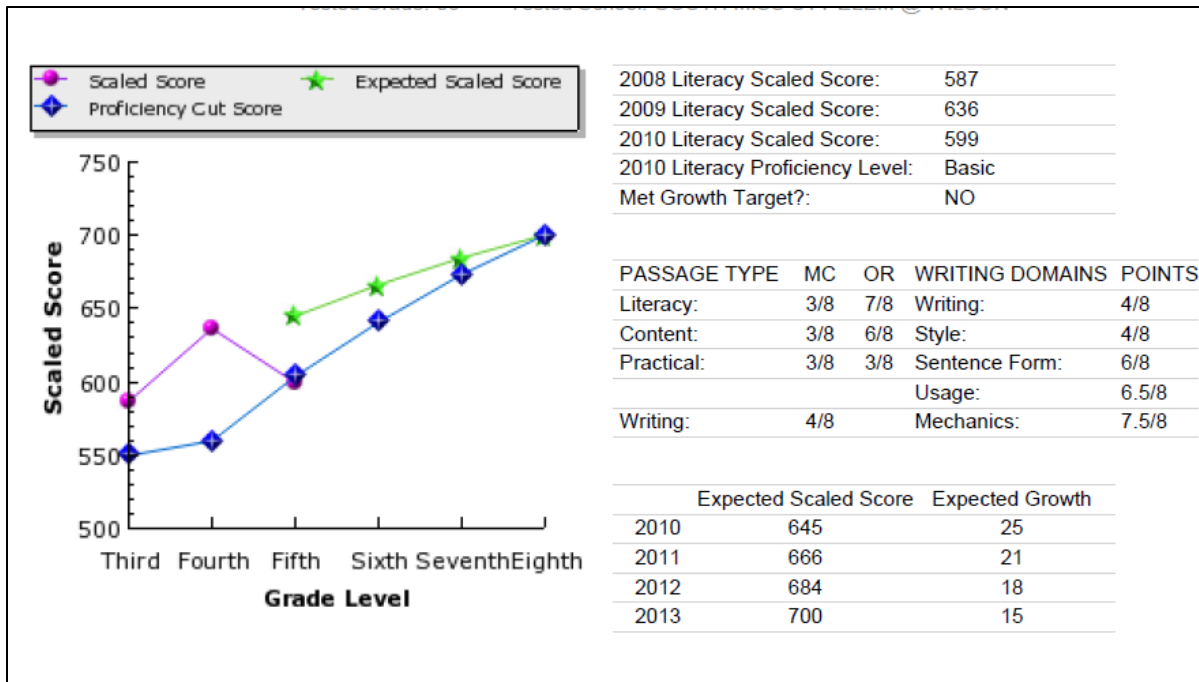 Scaled Score
Expected Scaled Score
Proficiency Cut Score
750
700
650
600
550
500
Scaled Score
Third Fourth Fifth Sixth Seventh Eighth
Grade Level
2008 Literacy Scaled Score: 587
2009 Literacy Scaled Score: 636
2010 Literacy Scaled Score: 599
2010 Literacy Proficiency Level: Basic
Met Growth Target?: NO
PASSAGE TYPE MC OR WRITING DOMAINS POINTS
Literacy: 3/8 7/8 Writing: 4/8
Content: 3/8 6/8 Style: 4/8
Practical: 3/8 3/8 Sentence Form: 6/8
Usage: 6.5/8
Writing: 4/8 Mechanics: 7.5/8
Expected Scaled Score Expected Growth
2010 645 25
2011 666 21
2012 684 18
2013 700 15